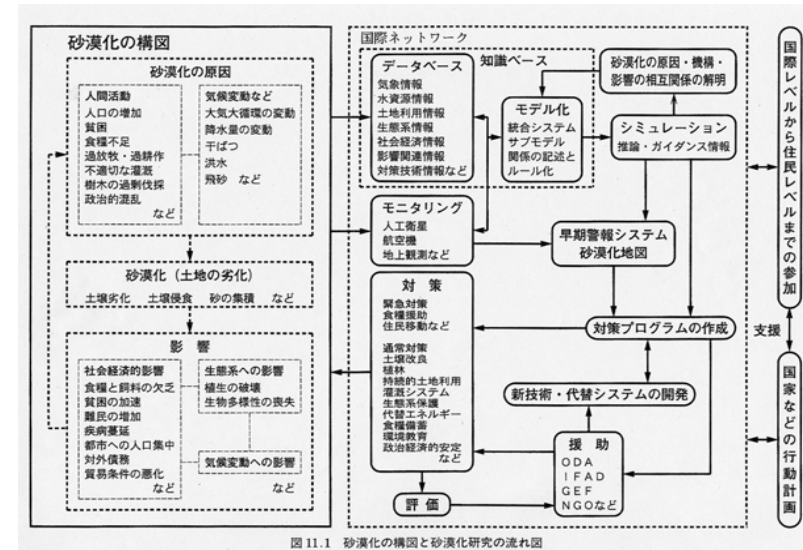 砂漠化の構図
砂漠化の原因
人間活動
人口の増加
貧困
食糧不足
過放牧・過耕作
不適切な灌漑
樹木の過剰伐採
政治的混乱
など
気候変動など
大気大循環の変動
降水量の変動
干ばつ
洪水
飛砂 など
砂漠化（土地の劣化）
土壌劣化 土壌侵食 砂の集積 など
影 響
社会経済的影響
食糧と飼料の欠乏
貧困の加速
難民の増加
疾病蔓延
都市への人口集中
対外債務
貿易条件の悪化
など
生態系への影響
植生の破壊
生物多様性の喪失
気候変動への影響
など
国際ネットワーク
知識ベース
データベース
気象情報
水資源情報
土地利用情報
生態系情報
社会経済情報
影響関連情報
対策技術情報など
モデル化
統合システム
サブモデル
関係の記述と
ルール化
砂漠化の原因・機構・
影響の相互関係の解明
シミュレーション
推論・ガイダンス情報
モニタリング
人工衛星
航空機
地上観測など
早期警報システム
砂漠化地図
対 策
緊急対策
食糧援助
住民移動など
通常対策
土壌改良
植林
持続的土地利用
灌漑システム
生態系保護
代替エネルギー
食糧備蓄
環境教育
政治経済的安定
など
対策プログラムの作成
新技術・代替システムの開発
援 助
ODA
IFAD
GEF
NGOなど
評 価
国際レベルから住民レベルまでの参加
支援
国家などの行動計画
図 11.1 砂漠化の構図と砂漠化研究の流れ図